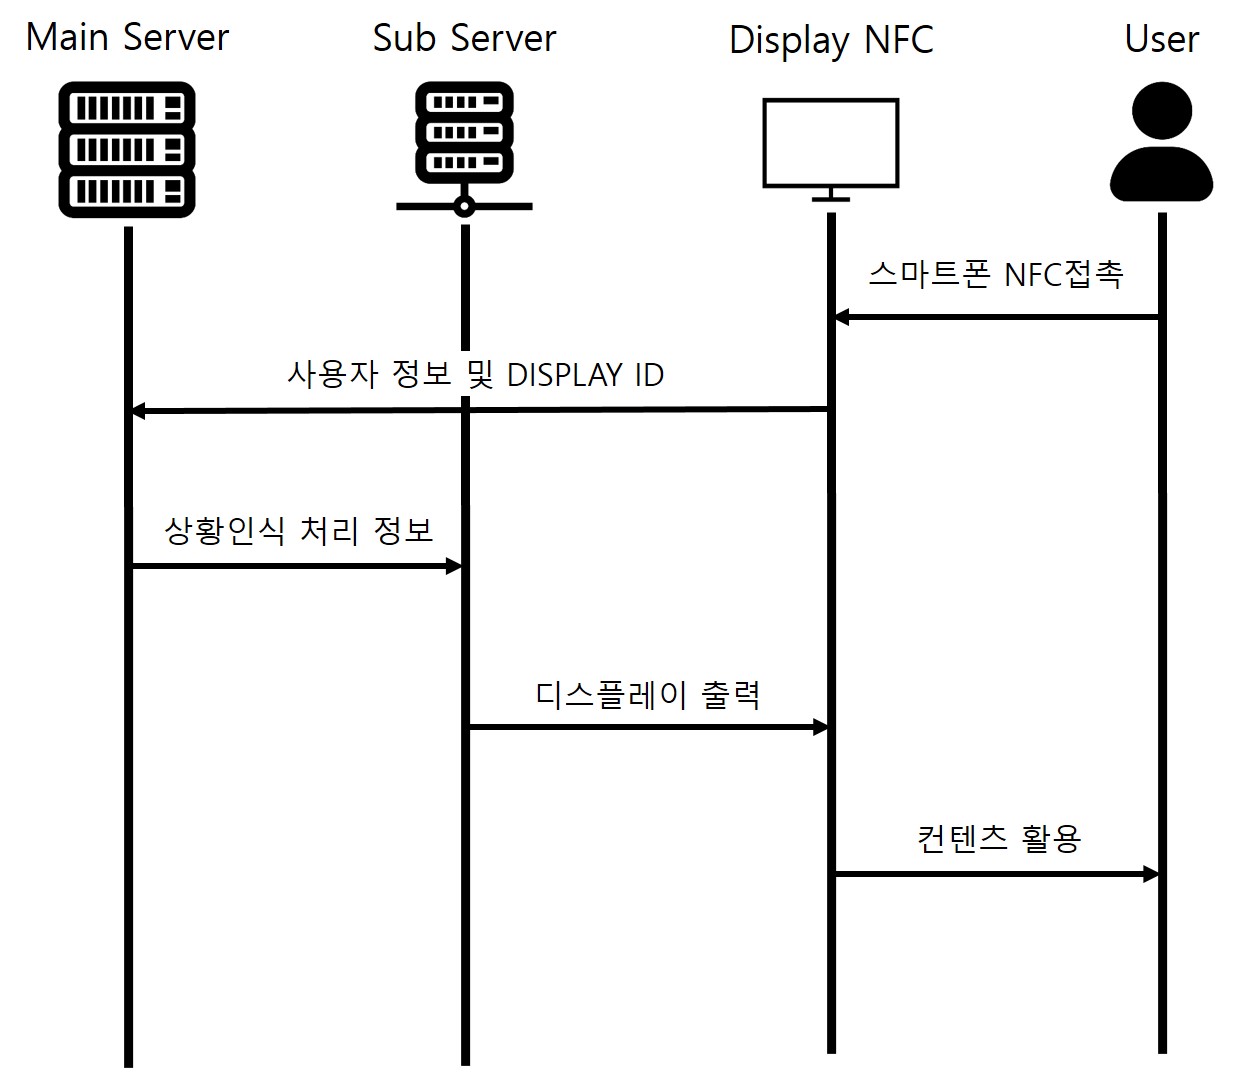 Main Server
Sub Server
Display NFC
User
스마트폰 NFC접촉
사용자 정보 및 DISPLAY ID
상황인식 처리 정보
디스플레이 출력
컨텐츠 활용